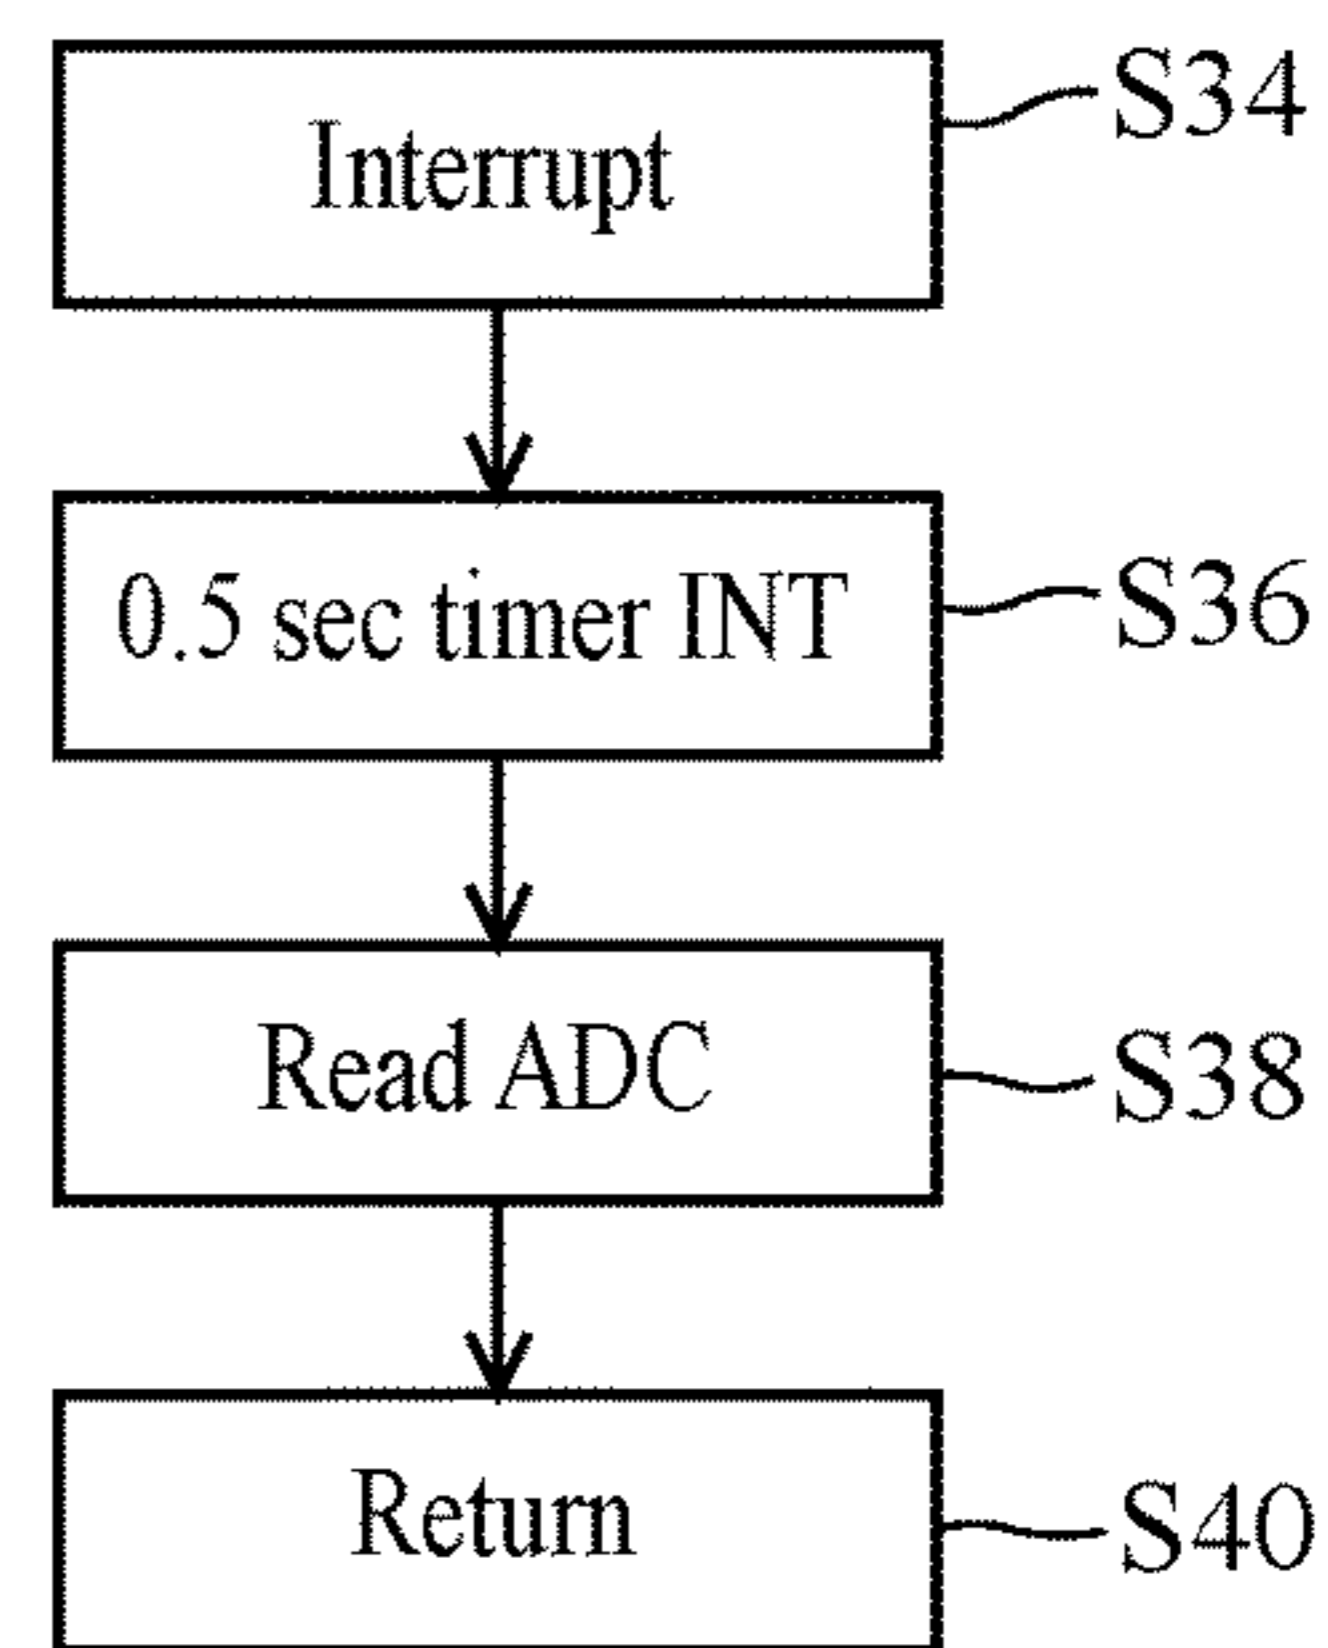 Interrupt
S34
0.5 sec timer INT
S36
Read ADC
S38
Return
S40